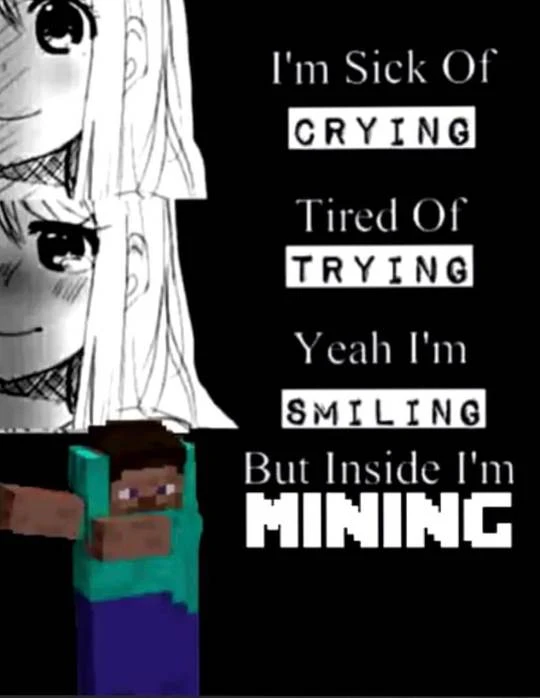 I'm Sick Of
CRYING
Tired Of
TRYING
Yeah I'm
SMILING
But Inside I'm
MINING